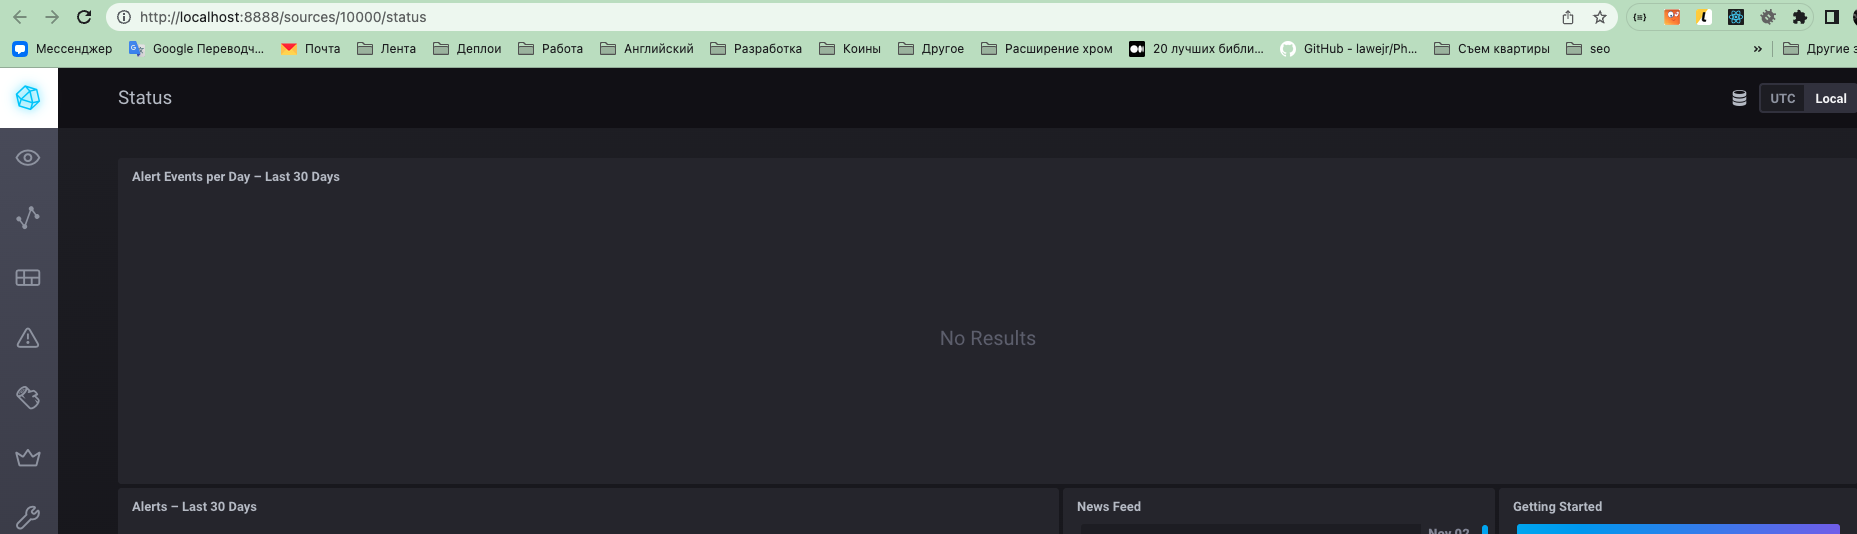 http://localhost:8888/sources/10000/status
Мессенджер Google Переводч... Почта Лента Деплои Работа Английский Разработка Коины Другое Расширение хром 20 лучших библи... GitHub - lawejr/Ph... Съем квартиры seo » Другие з
Status UTC Local
Alert Events per Day – Last 30 Days
No Results
Alerts – Last 30 Days News Feed Getting Started
Nov 02